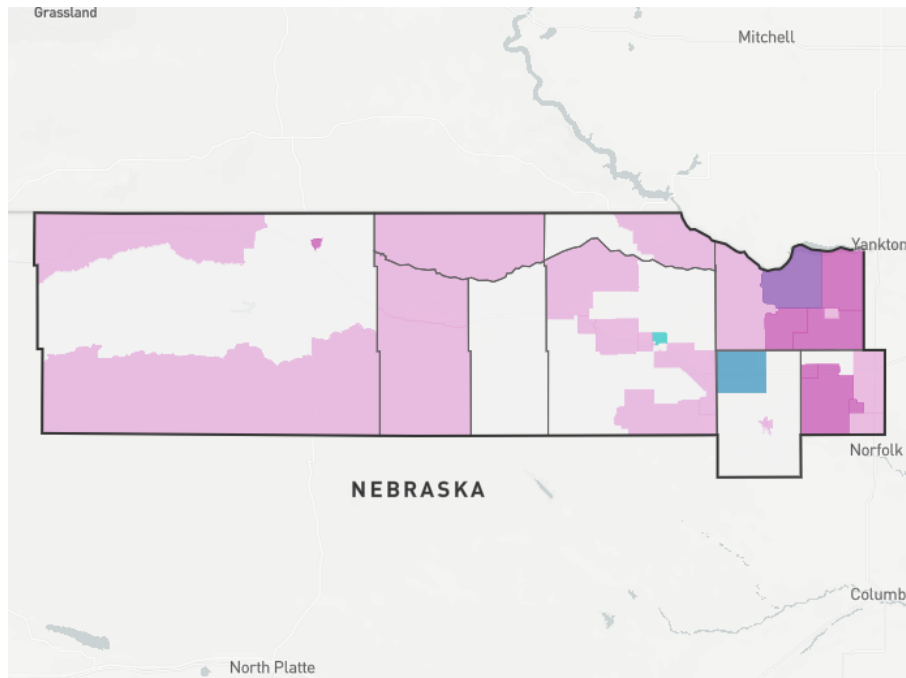 Grassland
Mitchell
Yankton
NEBRASKA
Norfolk
Columb
North Platte